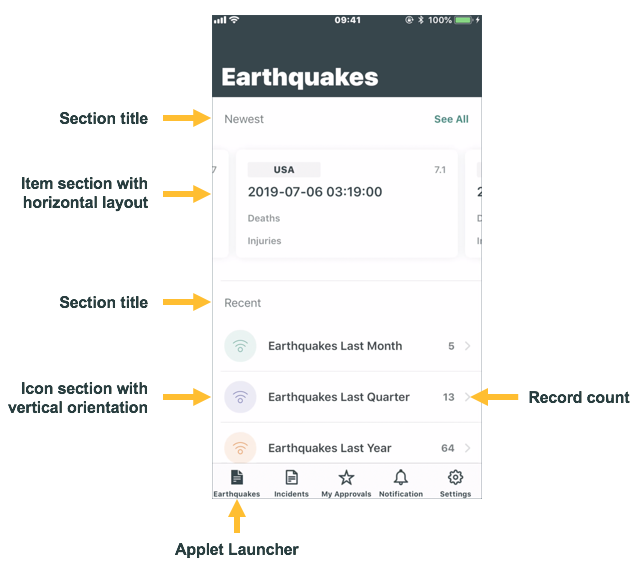 09:41
100%
Earthquakes
Section title
Newest
See All
7
USA
7.1
Item section with
horizontal layout
2019-07-06 03:19:00
2
Deaths
D
Injuries
In
Section title
Recent
Earthquakes Last Month
5
Icon section with
vertical orientation
Earthquakes Last Quarter
13
Record count
Earthquakes Last Year
64
Earthquakes
Incidents
My Approvals
Notification
Settings
Applet Launcher